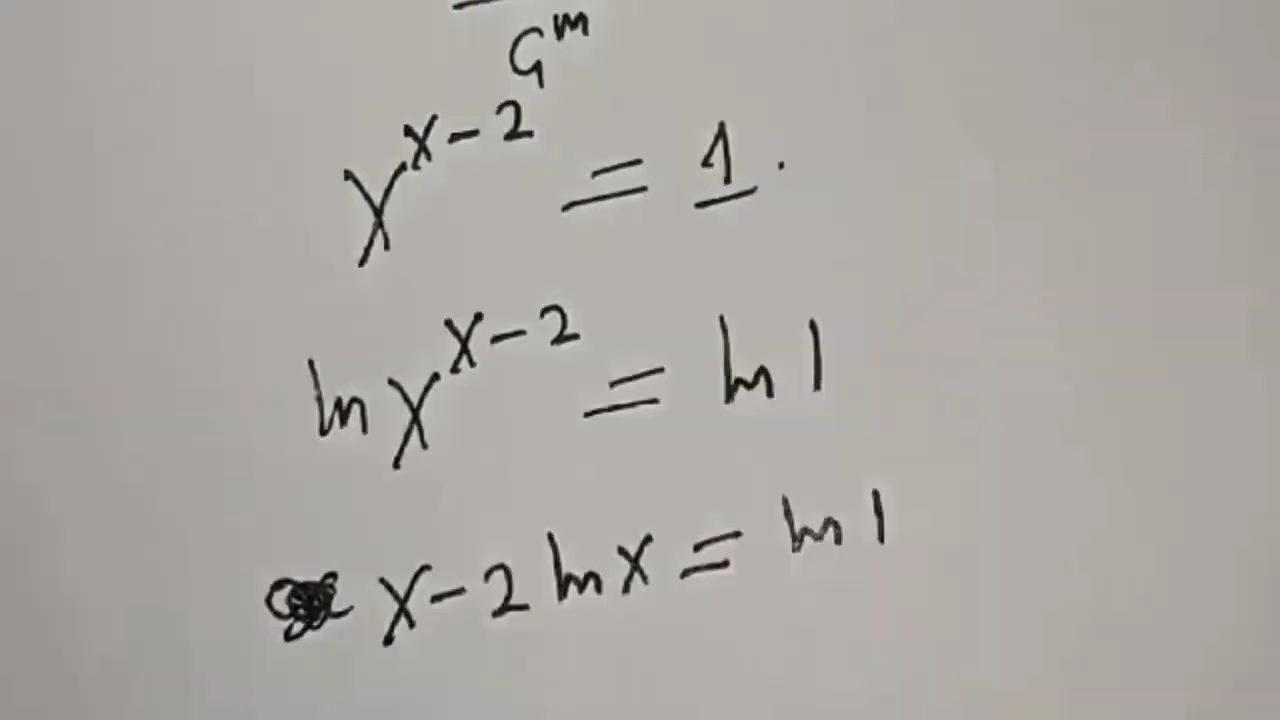 G^m
x^{x-2} = 1.
ln x^{x-2} = ln 1
x-2 ln x = ln 1